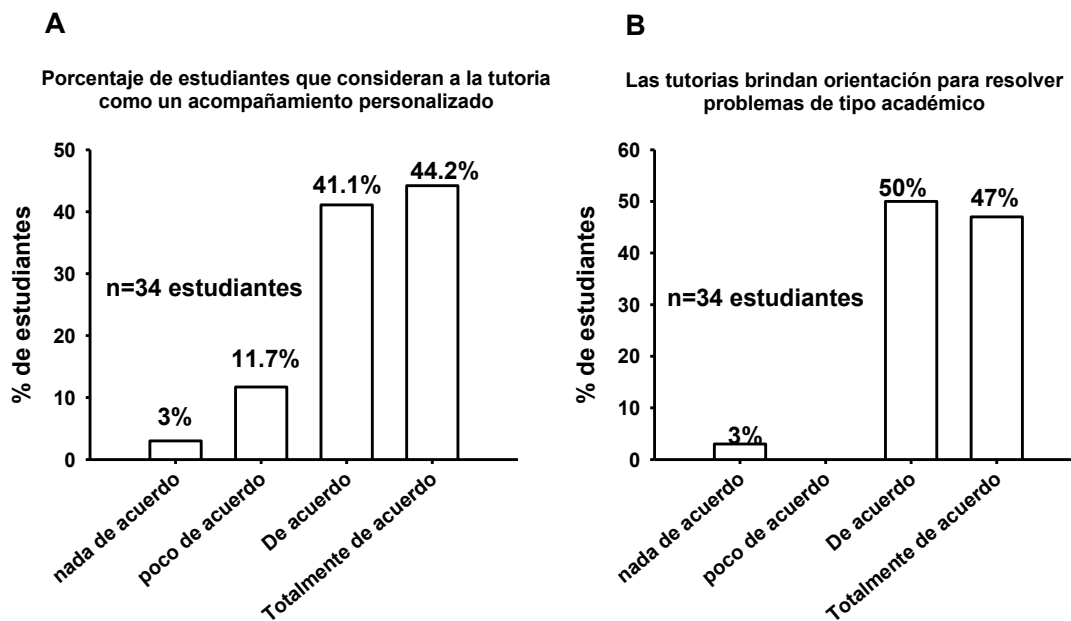 A
Porcentaje de estudiantes que consideran a la tutoria
como un acompañamiento personalizado
50
40
30
20
10
0
% de estudiantes
n=34 estudiantes
3%
11.7%
41.1%
44.2%
nada de acuerdo
poco de acuerdo
De acuerdo
Totalmente de acuerdo
B
Las tutorias brindan orientación para resolver
problemas de tipo académico
60
50
40
30
20
10
0
% de estudiantes
n=34 estudiantes
3%
50%
47%
nada de acuerdo
poco de acuerdo
De acuerdo
Totalmente de acuerdo